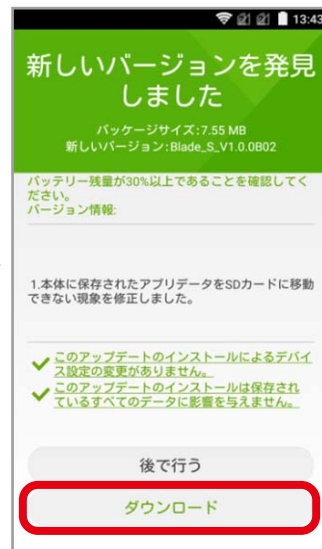 13:43
新しいバージョンを発見
しました
パッケージサイズ:7.55 MB
新しいバージョン:Blade_S_V1.0.0B02
バッテリー残量が30%以上であることを確認してく
ださい。
バージョン情報:
1.本体に保存されたアプリデータをSDカードに移動
できない現象を修正しました。
このアップデートのインストールによるデバイ
ス設定の変更がありません。
このアップデートのインストールは保存され
ているすべてのデータに影響を与えません。
後で行う
ダウンロード